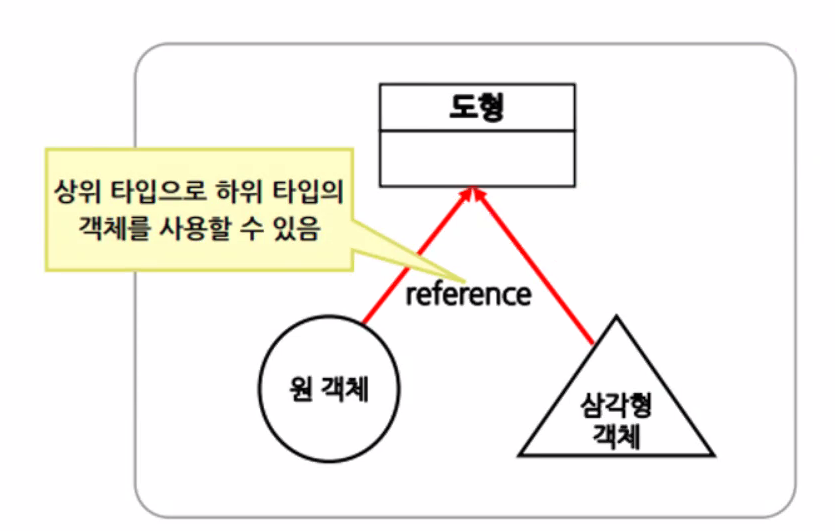 도형
상위 타입으로 하위 타입의
객체를 사용할 수 있음
reference
원 객체
삼각형
객체